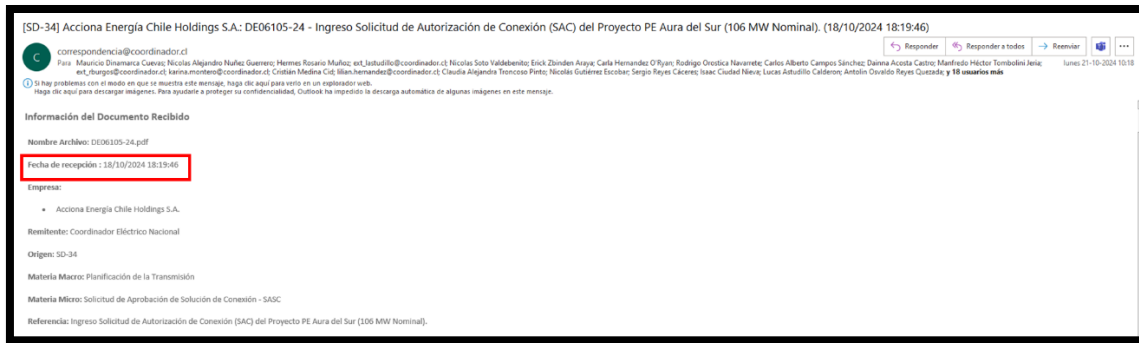 [SD-34] Acciona Energía Chile Holdings S.A.: DE06105-24 - Ingreso Solicitud de Autorización de Conexión (SAC) del Proyecto PE Aura del Sur (106 MW Nominal). (18/10/2024 18:19:46)
C
correspondencia@coordinador.cl
Responder
Responder a todos
Reenviar
Para Mauricio Dinamarca Cuevas; Nicolas Alejandro Nuñez Guerrero; Hermes Rosario Muñoz; ext_lastudillo@coordinador.cl; Nicolas Soto Valdebenito; Erick Zbinden Araya; Carla Hernandez O'Ryan; Rodrigo Orostica Navarrete; Carlos Alberto Campos Sánchez; Dainna Acosta Castro; Manfredo Héctor Tombolini Jeria;
lunes 21-10-2024 10:18
ext_rburgos@coordinador.cl; karina.montero@coordinador.cl; Cristián Medina Cid; lilian.hernandez@coordinador.cl; Claudia Alejandra Troncoso Pinto; Nicolás Gutiérrez Escobar; Sergio Reyes Cáceres; Isaac Ciudad Nieva; Lucas Astudillo Calderon; Antolin Osvaldo Reyes Quezada; y 18 usuarios más
Si hay problemas con el modo en que se muestra este mensaje, haga clic aquí para verlo en un explorador web.
Haga clic aquí para descargar imágenes. Para ayudarle a proteger su confidencialidad, Outlook ha impedido la descarga automática de algunas imágenes en este mensaje.
Información del Documento Recibido
Nombre Archivo: DE06105-24.pdf
Fecha de recepción : 18/10/2024 18:19:46
Empresa:
• Acciona Energía Chile Holdings S.A.
Remitente: Coordinador Eléctrico Nacional
Origen: SD-34
Materia Macro: Planificación de la Transmisión
Materia Micro: Solicitud de Aprobación de Solución de Conexión - SASC
Referencia: Ingreso Solicitud de Autorización de Conexión (SAC) del Proyecto PE Aura del Sur (106 MW Nominal).